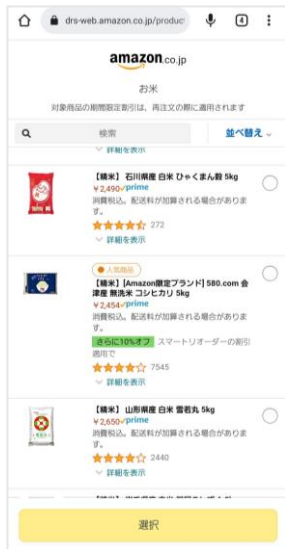 drs-web.amazon.co.jp/product
4
amazon.co.jp
お米
対象商品の期間限定割引は、再注文の際に適用されます
検索
並べ替え
詳細を表示
【精米】 石川県産 白米 ひゃくまん穀 5kg
¥2,490 prime
消費税込。配送料が加算される場合がありま
す。
272
詳細を表示
人気商品
【精米】[Amazon限定ブランド] 580.com 会
津産 無洗米 コシヒカリ 5kg
¥2,454 prime
消費税込。配送料が加算される場合がありま
す。
さらに10%オフ スマートリオーダーの割引
適用で
7545
詳細を表示
【精米】 山形県産 白米 雪若丸 5kg
¥2,650 prime
消費税込。配送料が加算される場合がありま
す。
2440
詳細を表示
選択